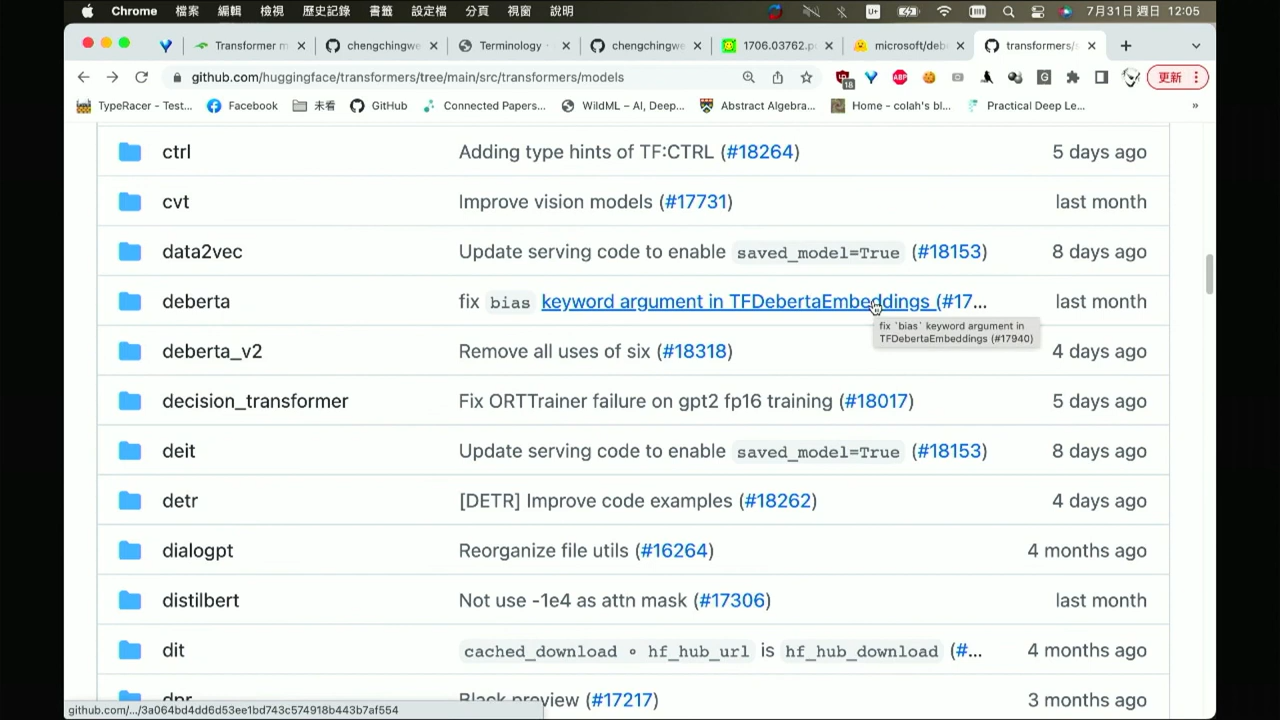 Chrome 檔案 編輯 檢視 歷史記錄 書籤 設定檔 分頁 視窗 說明 U+ 7月31日 週日 12:05
Transformer m chengchingwe Terminology chengchingwe 1706.03762.p microsoft/deb transformers/s
github.com/huggingface/transformers/tree/main/src/transformers/models 18 ABP G 更新
TypeRacer - Test... Facebook 未看 GitHub Connected Papers... WildML – AI, Deep... Abstract Algebra... Home - colah's bl... Practical Deep Le... »
ctrl Adding type hints of TF:CTRL (#18264) 5 days ago
cvt Improve vision models (#17731) last month
data2vec Update serving code to enable saved_model=True (#18153) 8 days ago
deberta fix bias keyword argument in TFDebertaEmbeddings (#17... last month
fix `bias` keyword argument in
TFDebertaEmbeddings (#17940)
deberta_v2 Remove all uses of six (#18318) 4 days ago
decision_transformer Fix ORTTrainer failure on gpt2 fp16 training (#18017) 5 days ago
deit Update serving code to enable saved_model=True (#18153) 8 days ago
detr [DETR] Improve code examples (#18262) 4 days ago
dialogpt Reorganize file utils (#16264) 4 months ago
distilbert Not use -1e4 as attn mask (#17306) last month
dit cached_download ∘ hf_hub_url is hf_hub_download (#... 4 months ago
dpr Black preview (#17217) 3 months ago
github.com/.../3a064bd4dd6d53ee1bd743c574918b443b7af554